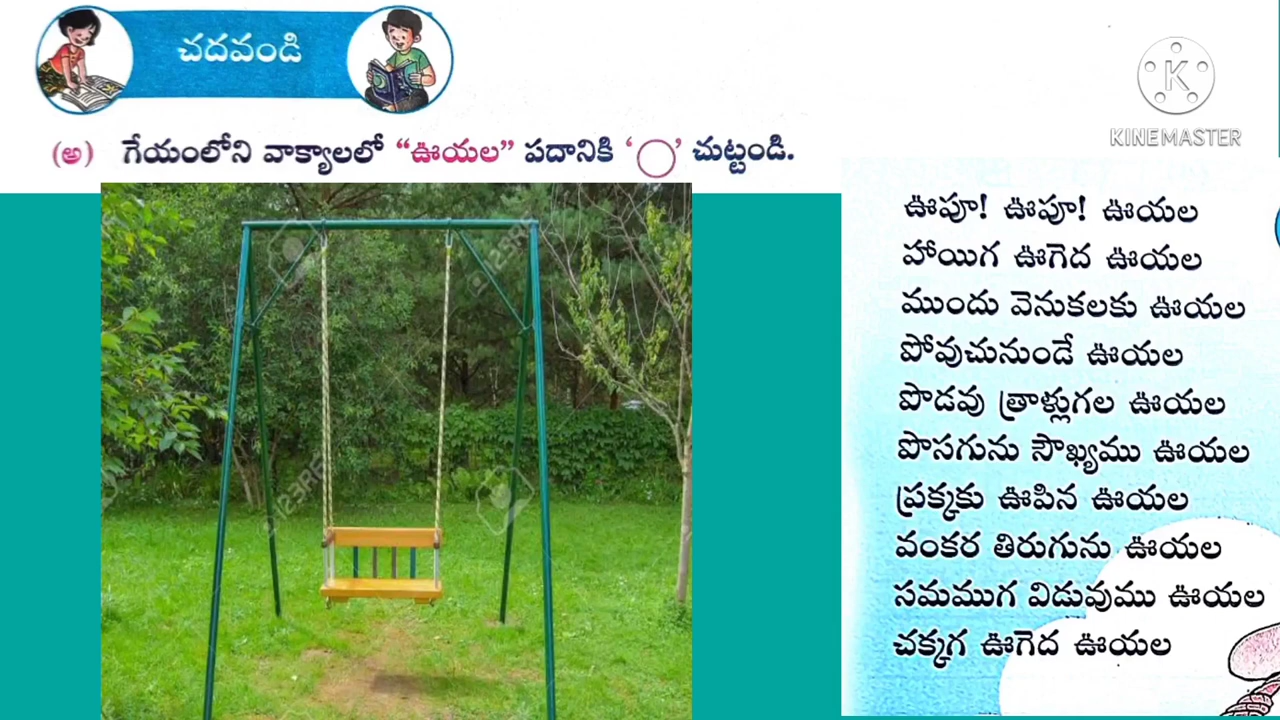 చదవండి
(అ) గేయంలోని వాక్యాలలో “ఊయల” పదానికి ‘◯’ చుట్టండి.
KINEMASTER
ఊపూ! ఊపూ! ఊయల
హాయిగ ఊగెద ఊయల
ముందు వెనుకలకు ఊయల
పోవుచునుండే ఊయల
పొడవు త్రాళ్లుగల ఊయల
పొసగును సౌఖ్యము ఊయల
ప్రక్కకు ఊపిన ఊయల
వంకర తిరుగును ఊయల
సమముగ విడువుము ఊయల
చక్కగ ఊగెద ఊయల